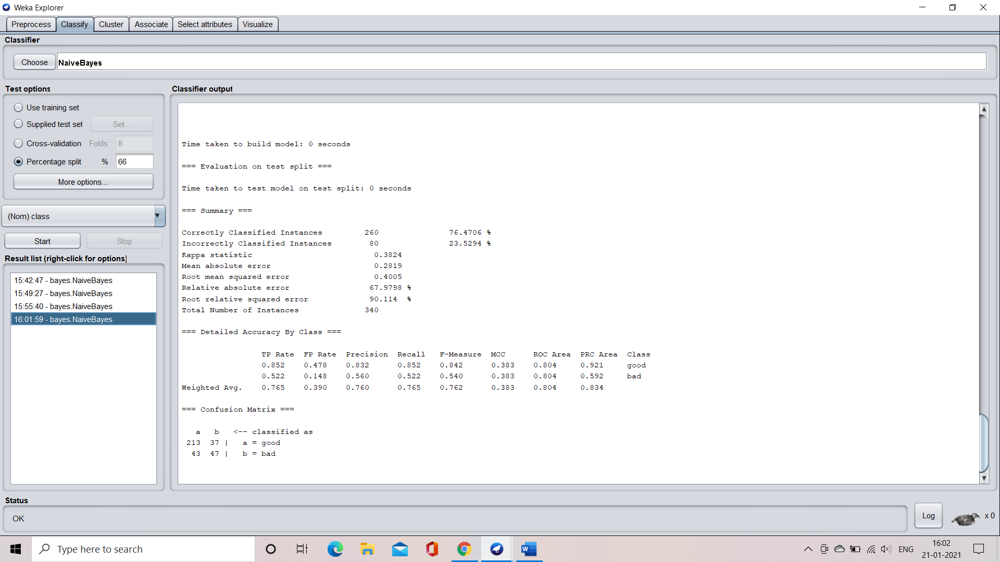 Weka Explorer
Preprocess Classify Cluster Associate Select attributes Visualize
Classifier
Choose NaiveBayes
Test options
Use training set
Supplied test set Set...
Cross-validation Folds 8
Percentage split % 66
More options...
(Nom) class
Start Stop
Result list (right-click for options)
15:42:47 - bayes.NaiveBayes
15:49:27 - bayes.NaiveBayes
15:55:40 - bayes.NaiveBayes
16:01:59 - bayes.NaiveBayes
Classifier output
Time taken to build model: 0 seconds
=== Evaluation on test split ===
Time taken to test model on test split: 0 seconds
=== Summary ===
Correctly Classified Instances 260 76.4706 %
Incorrectly Classified Instances 80 23.5294 %
Kappa statistic 0.3824
Mean absolute error 0.2819
Root mean squared error 0.4005
Relative absolute error 67.9798 %
Root relative squared error 90.114 %
Total Number of Instances 340
=== Detailed Accuracy By Class ===
TP Rate FP Rate Precision Recall F-Measure MCC ROC Area PRC Area Class
0.852 0.478 0.832 0.852 0.842 0.383 0.804 0.921 good
0.522 0.148 0.560 0.522 0.540 0.383 0.804 0.592 bad
Weighted Avg. 0.765 0.390 0.760 0.765 0.762 0.383 0.804 0.834
=== Confusion Matrix ===
a b <-- classified as
213 37 | a = good
43 47 | b = bad
Status
OK
Log
x 0
Type here to search
W
ENG
16:02
21-01-2021